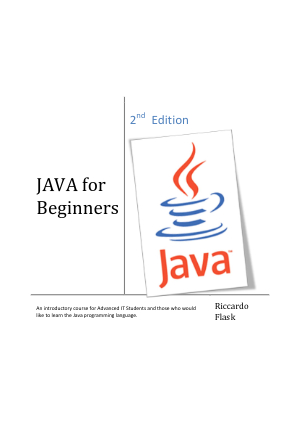 2nd Edition
JAVA for
Beginners
Java™
An introductory course for Advanced IT Students and those who would
like to learn the Java programming language.
Riccardo
Flask